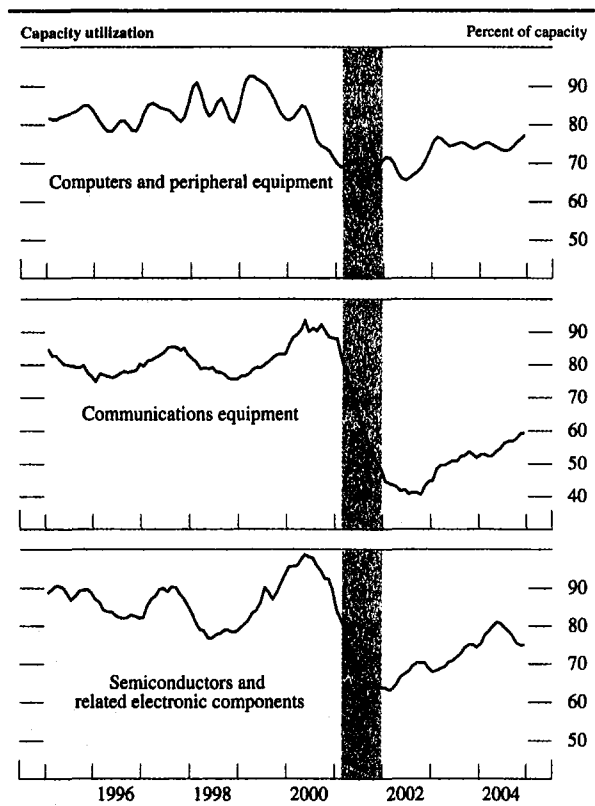 Capacity utilization Percent of capacity
90
80
70
Computers and peripheral equipment
60
50
90
80
70
Communications equipment
60
50
40
90
80
70
Semiconductors and
related electronic components
60
50
1996 1998 2000 2002 2004